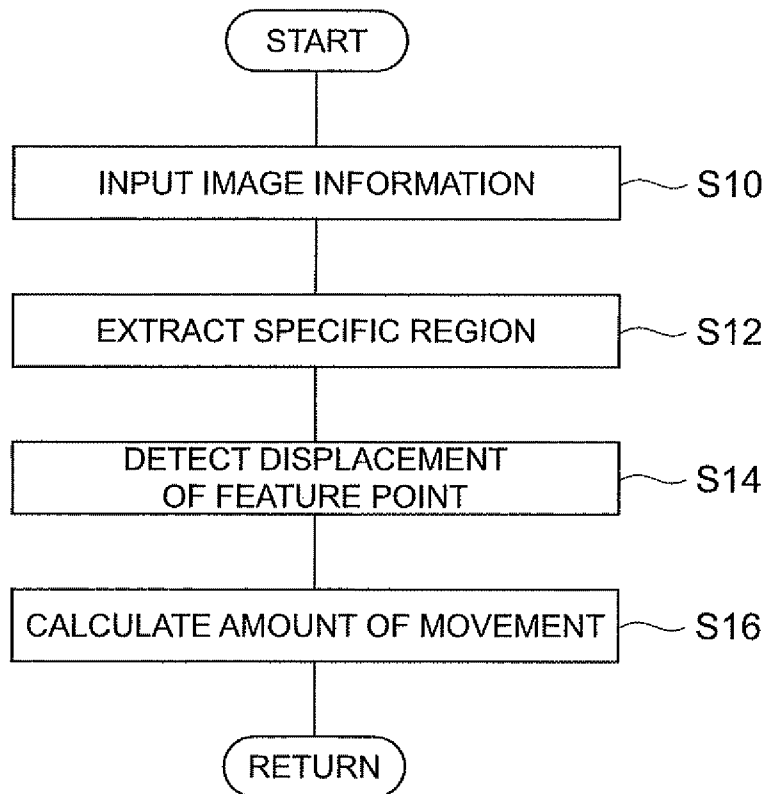 START
INPUT IMAGE INFORMATION
S10
EXTRACT SPECIFIC REGION
S12
DETECT DISPLACEMENT
OF FEATURE POINT
S14
CALCULATE AMOUNT OF MOVEMENT
S16
RETURN